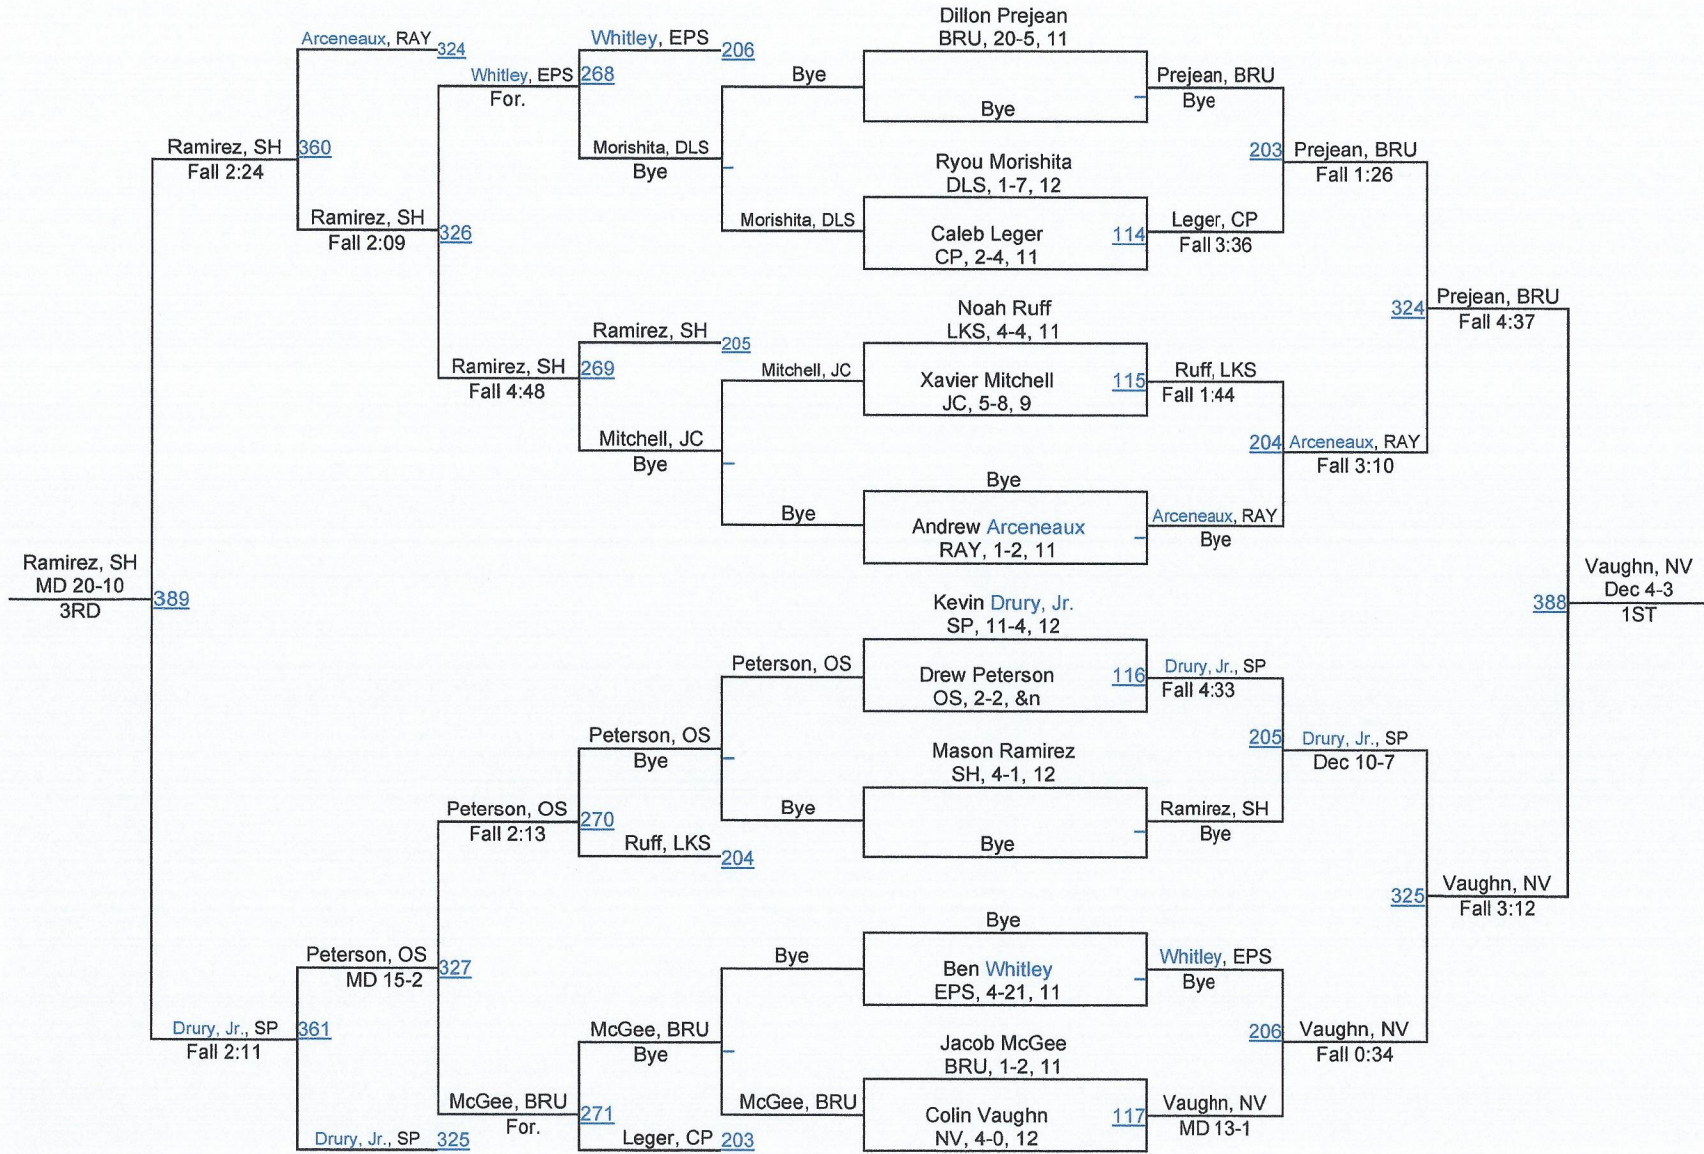 Dillon Prejean
BRU, 20-5, 11
Bye
Bye
Prejean, BRU
Bye
203
Prejean, BRU
Fall 1:26
Ryou Morishita
DLS, 1-7, 12
Morishita, DLS
Caleb Leger
CP, 2-4, 11
114
Leger, CP
Fall 3:36
324
Prejean, BRU
Fall 4:37
Noah Ruff
LKS, 4-4, 11
Mitchell, JC
Xavier Mitchell
JC, 5-8, 9
115
Ruff, LKS
Fall 1:44
204
Arceneaux, RAY
Fall 3:10
Bye
Bye
Andrew Arceneaux
RAY, 1-2, 11
Arceneaux, RAY
Bye
388
Vaughn, NV
Dec 4-3
1ST
Kevin Drury, Jr.
SP, 11-4, 12
Peterson, OS
Drew Peterson
OS, 2-2, &n
116
Drury, Jr., SP
Fall 4:33
205
Drury, Jr., SP
Dec 10-7
Mason Ramirez
SH, 4-1, 12
Bye
Bye
Ramirez, SH
Bye
325
Vaughn, NV
Fall 3:12
Bye
Bye
Ben Whitley
EPS, 4-21, 11
Whitley, EPS
Bye
206
Vaughn, NV
Fall 0:34
Jacob McGee
BRU, 1-2, 11
McGee, BRU
Colin Vaughn
NV, 4-0, 12
117
Vaughn, NV
MD 13-1
Arceneaux, RAY
324
Whitley, EPS
206
Whitley, EPS
For.
268
Morishita, DLS
Bye
Ramirez, SH
Fall 2:24
360
Ramirez, SH
Fall 2:09
326
Ramirez, SH
205
Ramirez, SH
Fall 4:48
269
Mitchell, JC
Bye
Ramirez, SH
MD 20-10
3RD
389
Peterson, OS
Bye
Peterson, OS
Fall 2:13
270
Ruff, LKS
204
Peterson, OS
MD 15-2
327
Drury, Jr., SP
Fall 2:11
361
McGee, BRU
Bye
McGee, BRU
For.
271
Drury, Jr., SP
325
Leger, CP
203